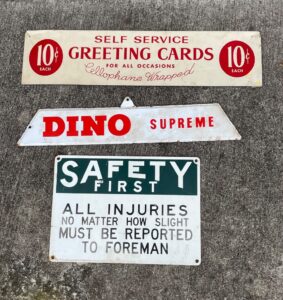 SELF SERVICE
10¢ EACH GREETING CARDS 10¢ EACH
FOR ALL OCCASIONS
Cellophane Wrapped
DINO SUPREME
SAFETY
FIRST
ALL INJURIES
NO MATTER HOW SLIGHT
MUST BE REPORTED
TO FOREMAN